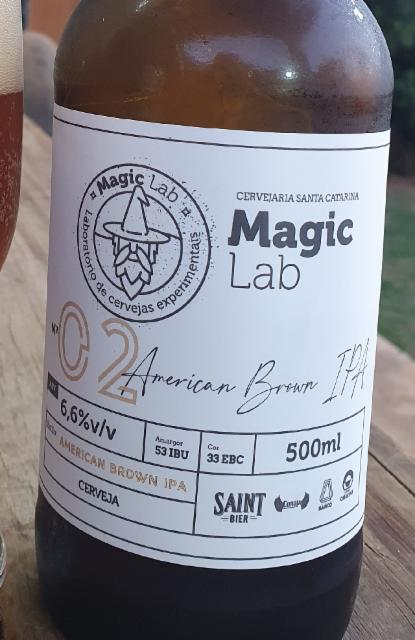 Magic Lab
Laboratório de cervejas experimentais
CERVEJARIA SANTA CATARINA
Magic
Lab
Nº 02
American Brown IPA
6,6%v/v
Amargor
53 IBU
Cor
33 EBC
500ml
AMERICAN BROWN IPA
CERVEJA
SAINT
BIER